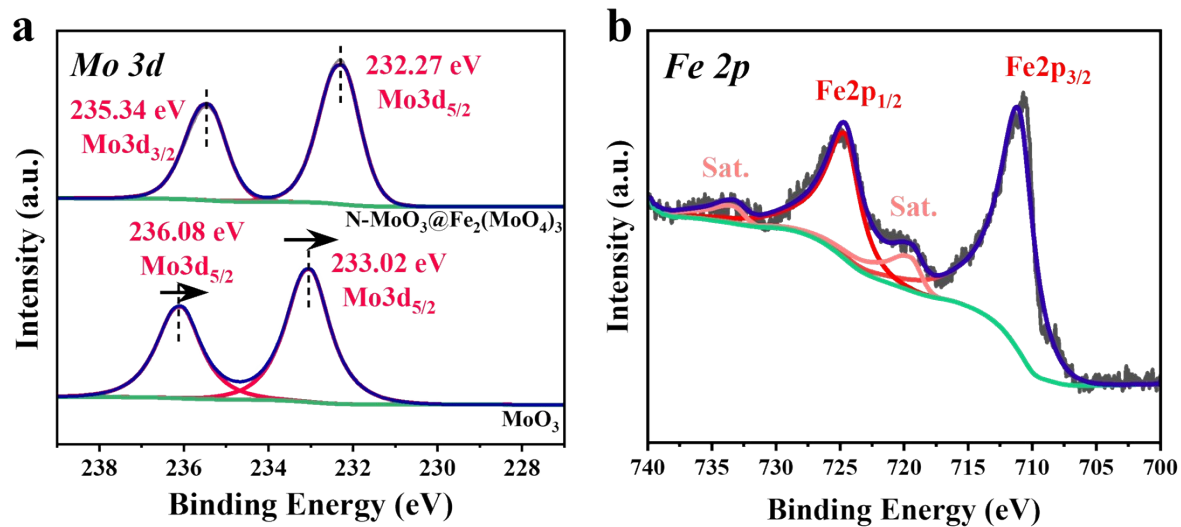 a
Mo 3d
235.34 eV
Mo3d3/2
232.27 eV
Mo3d5/2
N-MoO3@Fe2(MoO4)3
236.08 eV
Mo3d5/2
233.02 eV
Mo3d5/2
MoO3
Intensity (a.u.)
238 236 234 232 230 228
Binding Energy (eV)
b
Fe 2p
Fe2p1/2
Fe2p3/2
Sat.
Sat.
Intensity (a.u.)
740 735 730 725 720 715 710 705 700
Binding Energy (eV)